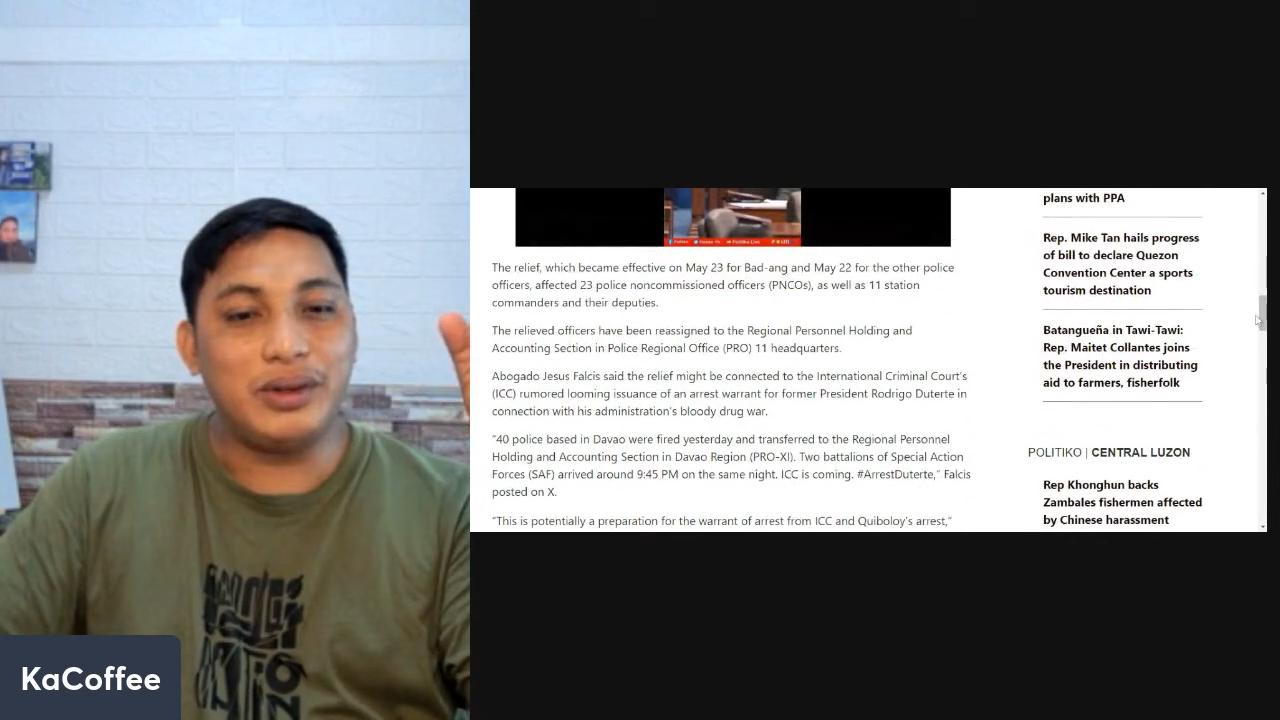 KaCoffee
The relief, which became effective on May 23 for Bad-ang and May 22 for the other police
officers, affected 23 police noncommissioned officers (PNCOs), as well as 11 station
commanders and their deputies.
The relieved officers have been reassigned to the Regional Personnel Holding and
Accounting Section in Police Regional Office (PRO) 11 headquarters.
Abogado Jesus Falcis said the relief might be connected to the International Criminal Court’s
(ICC) rumored looming issuance of an arrest warrant for former President Rodrigo Duterte in
connection with his administration’s bloody drug war.
“40 police based in Davao were fired yesterday and transferred to the Regional Personnel
Holding and Accounting Section in Davao Region (PRO-XI). Two battalions of Special Action
Forces (SAF) arrived around 9:45 PM on the same night. ICC is coming. #ArrestDuterte,” Falcis
posted on X.
“This is potentially a preparation for the warrant of arrest from ICC and Quiboloy’s arrest,”
plans with PPA
Rep. Mike Tan hails progress
of bill to declare Quezon
Convention Center a sports
tourism destination
Batangueña in Tawi-Tawi:
Rep. Maitet Collantes joins
the President in distributing
aid to farmers, fisherfolk
POLITIKO | CENTRAL LUZON
Rep Khonghun backs
Zambales fishermen affected
by Chinese harassment